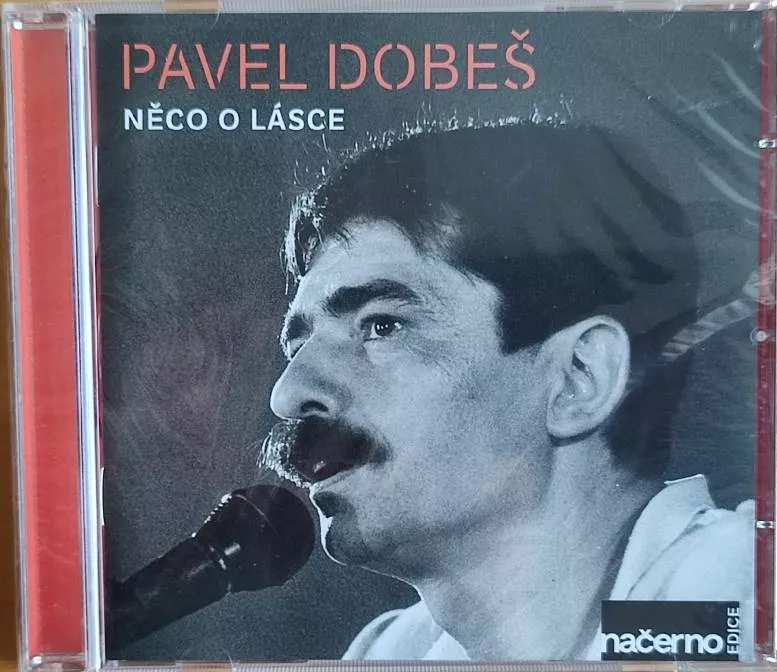 PAVEL DOBEŠ
NĚCO O LÁSCE
načerno
EDICE